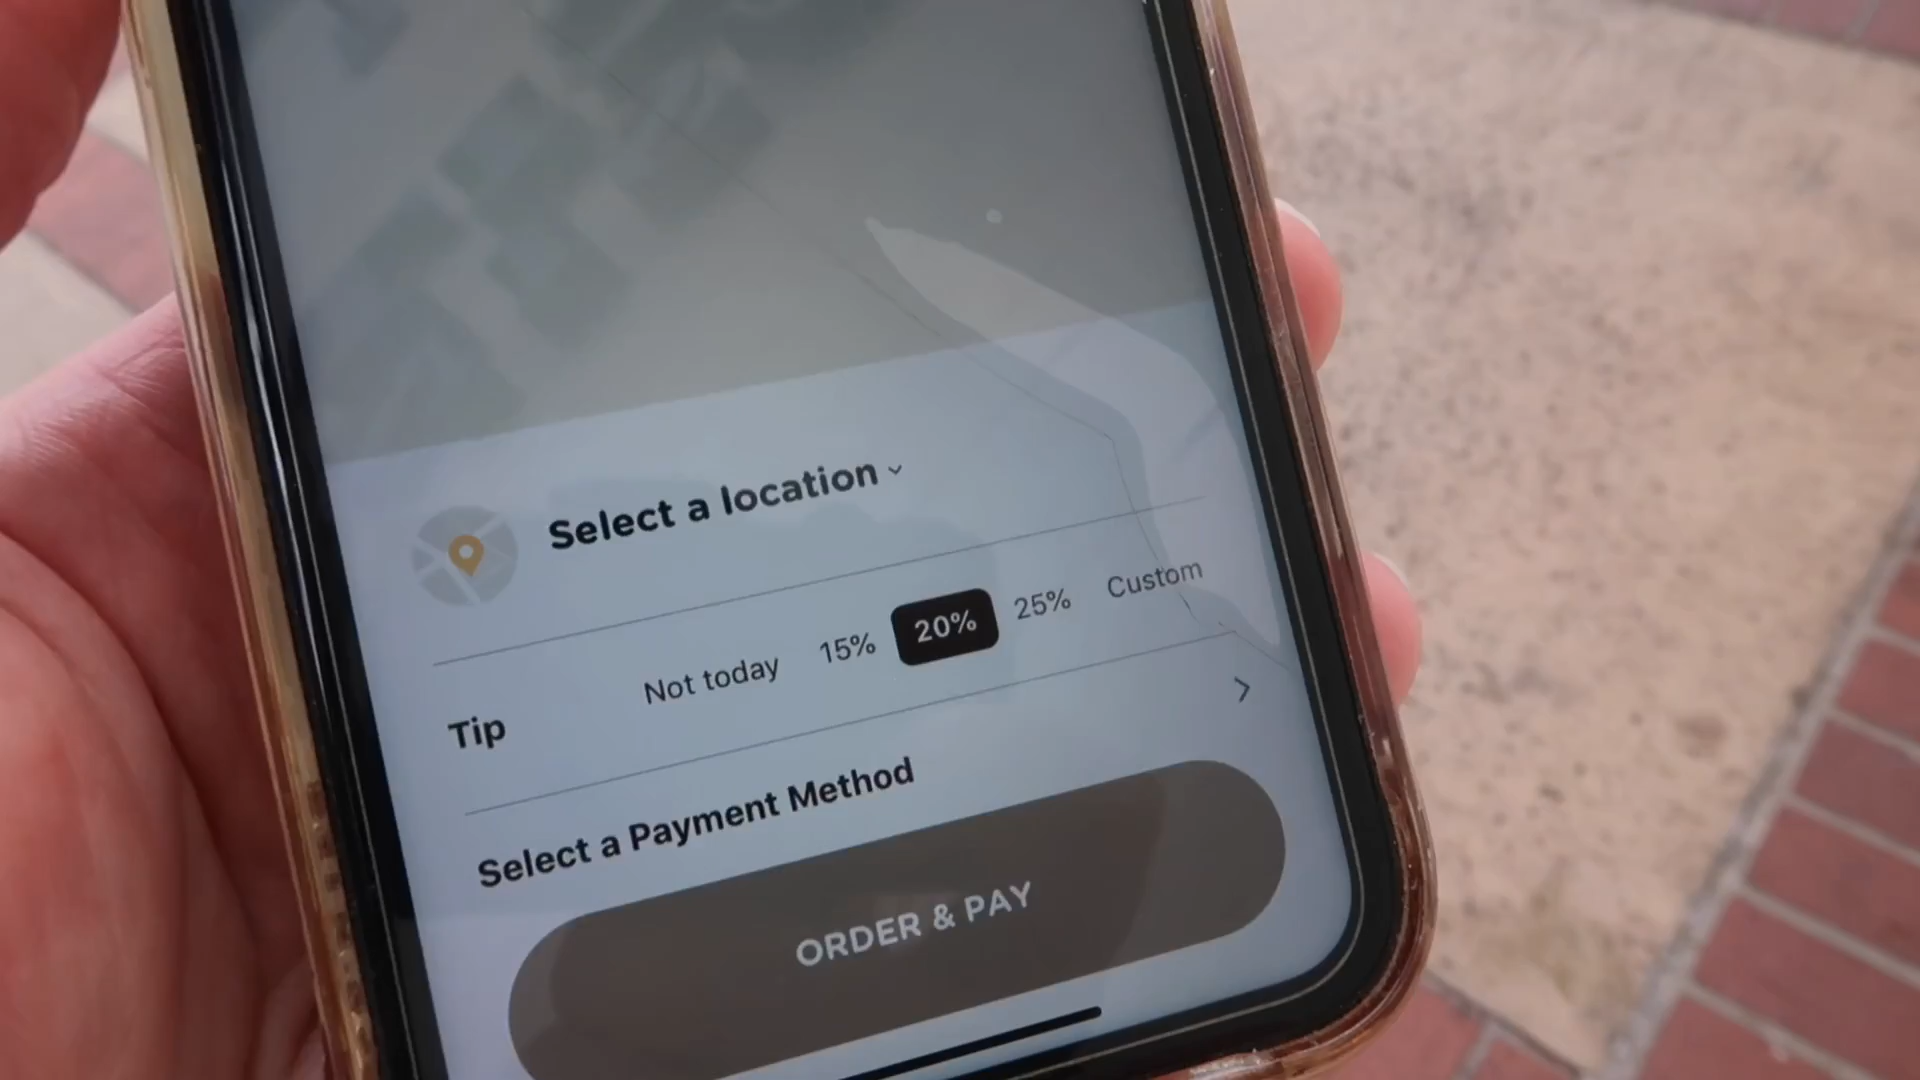 Select a location
Tip Not today 15% 20% 25% Custom
Select a Payment Method
ORDER & PAY